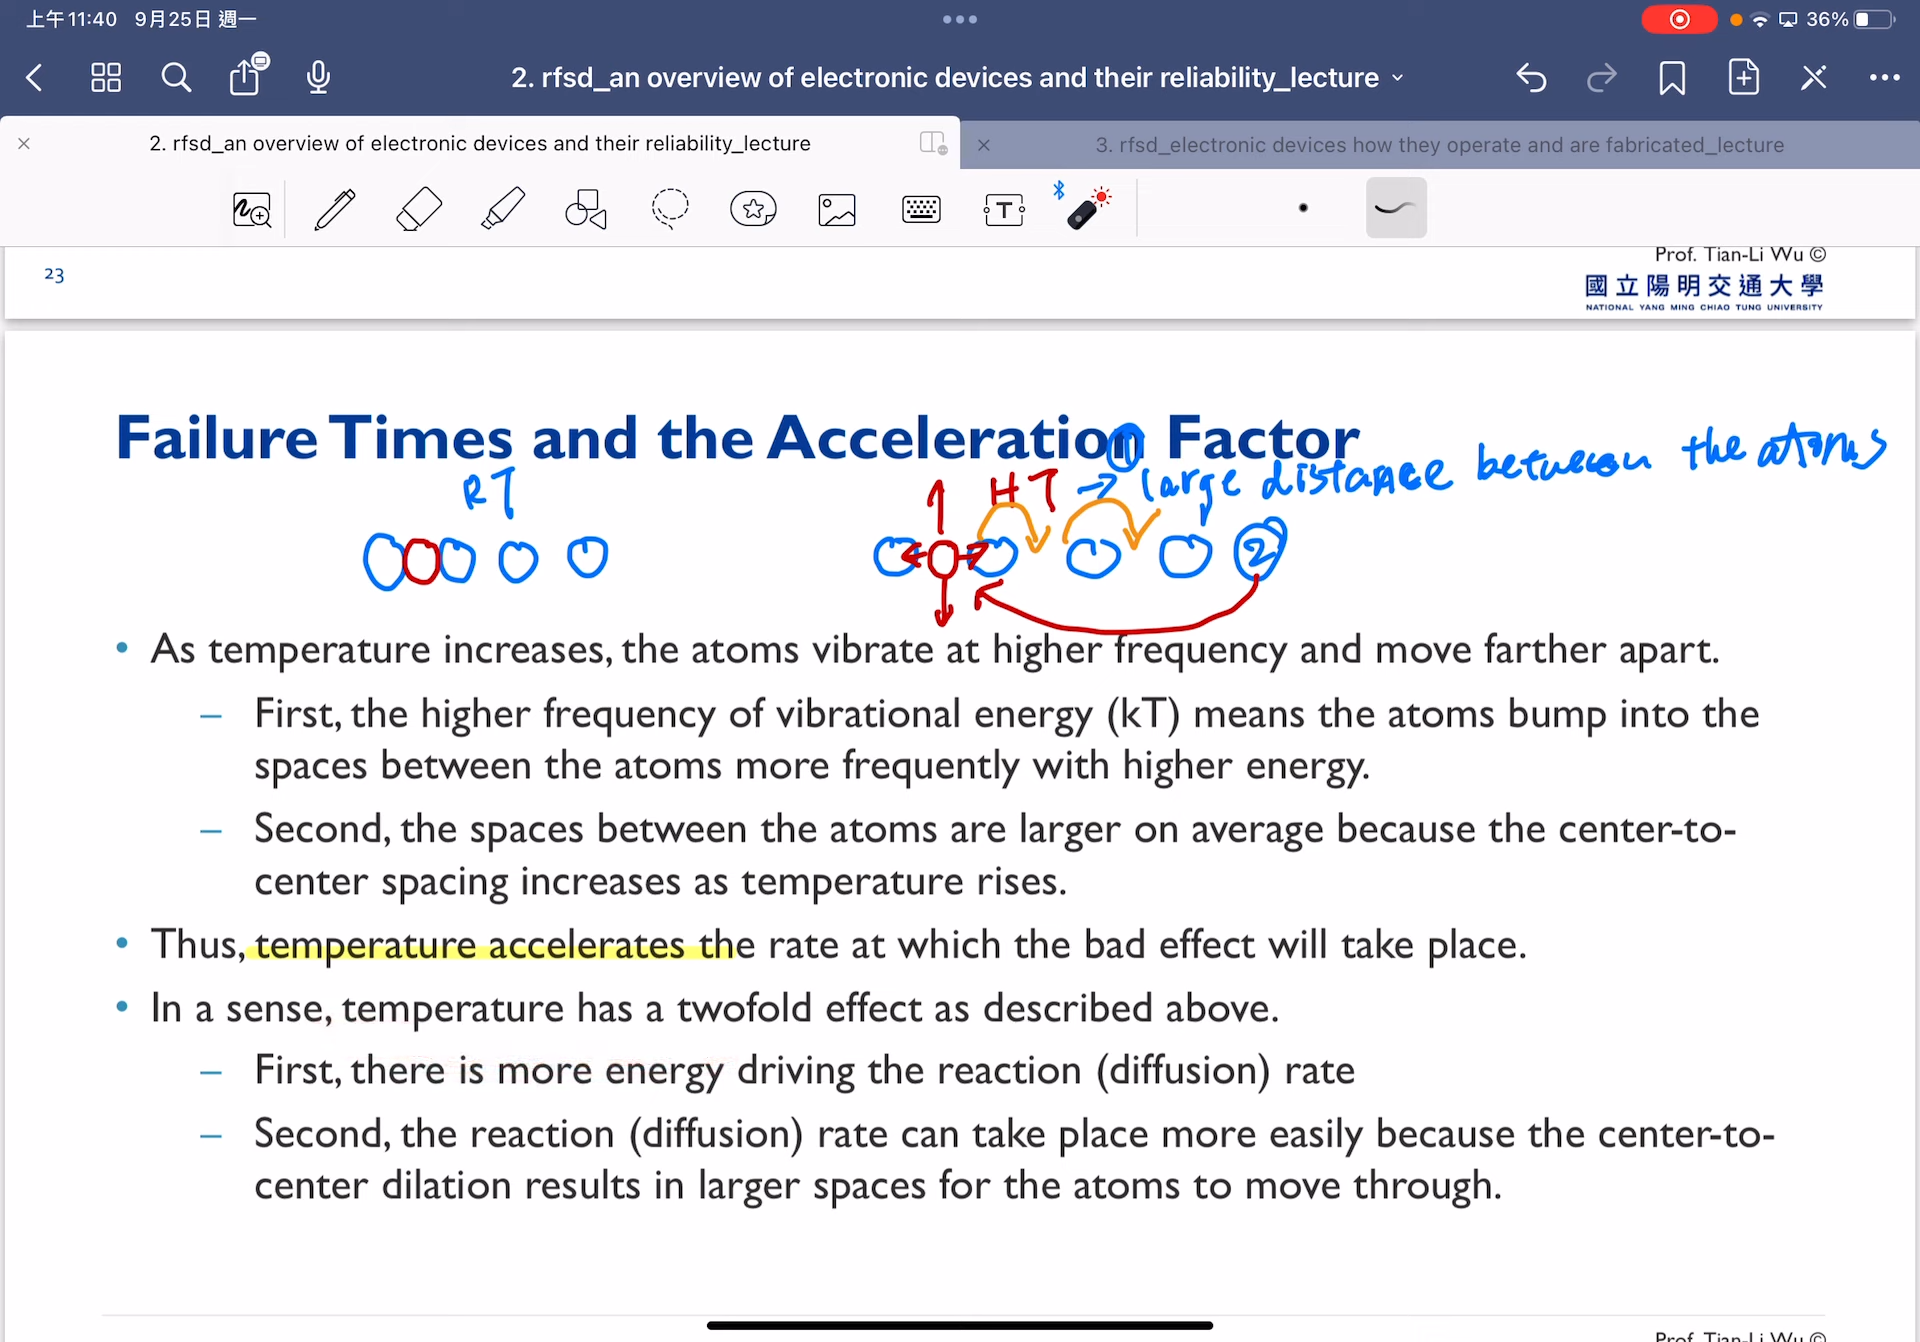 上午11:40 9月25日 週一
36%
2. rfsd_an overview of electronic devices and their reliability_lecture
2. rfsd_an overview of electronic devices and their reliability_lecture
3. rfsd_electronic devices how they operate and are fabricated_lecture
T
Prof. Tian-Li Wu ©
23
國立陽明交通大學
NATIONAL YANG MING CHIAO TUNG UNIVERSITY
Failure Times and the Acceleration Factor
RT
HT → ① large distance between the atoms
②
• As temperature increases, the atoms vibrate at higher frequency and move farther apart.
– First, the higher frequency of vibrational energy (kT) means the atoms bump into the
spaces between the atoms more frequently with higher energy.
– Second, the spaces between the atoms are larger on average because the center-to-
center spacing increases as temperature rises.
• Thus, temperature accelerates the rate at which the bad effect will take place.
• In a sense, temperature has a twofold effect as described above.
– First, there is more energy driving the reaction (diffusion) rate
– Second, the reaction (diffusion) rate can take place more easily because the center-to-
center dilation results in larger spaces for the atoms to move through.
Prof. Tian-Li Wu ©